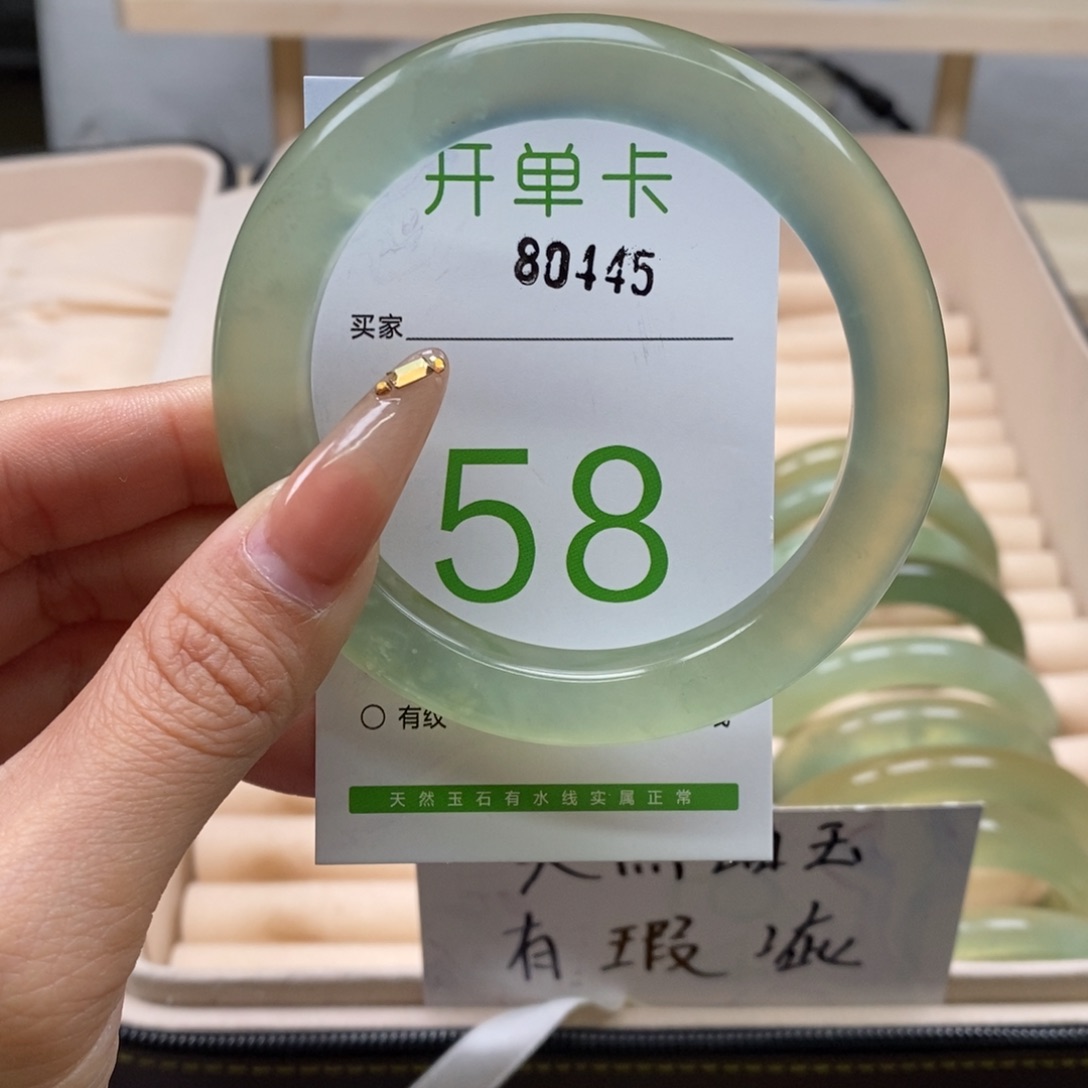 开单卡
80445
买家
58
有纹
天然玉石有水线实属正常
玉
有瑕疵